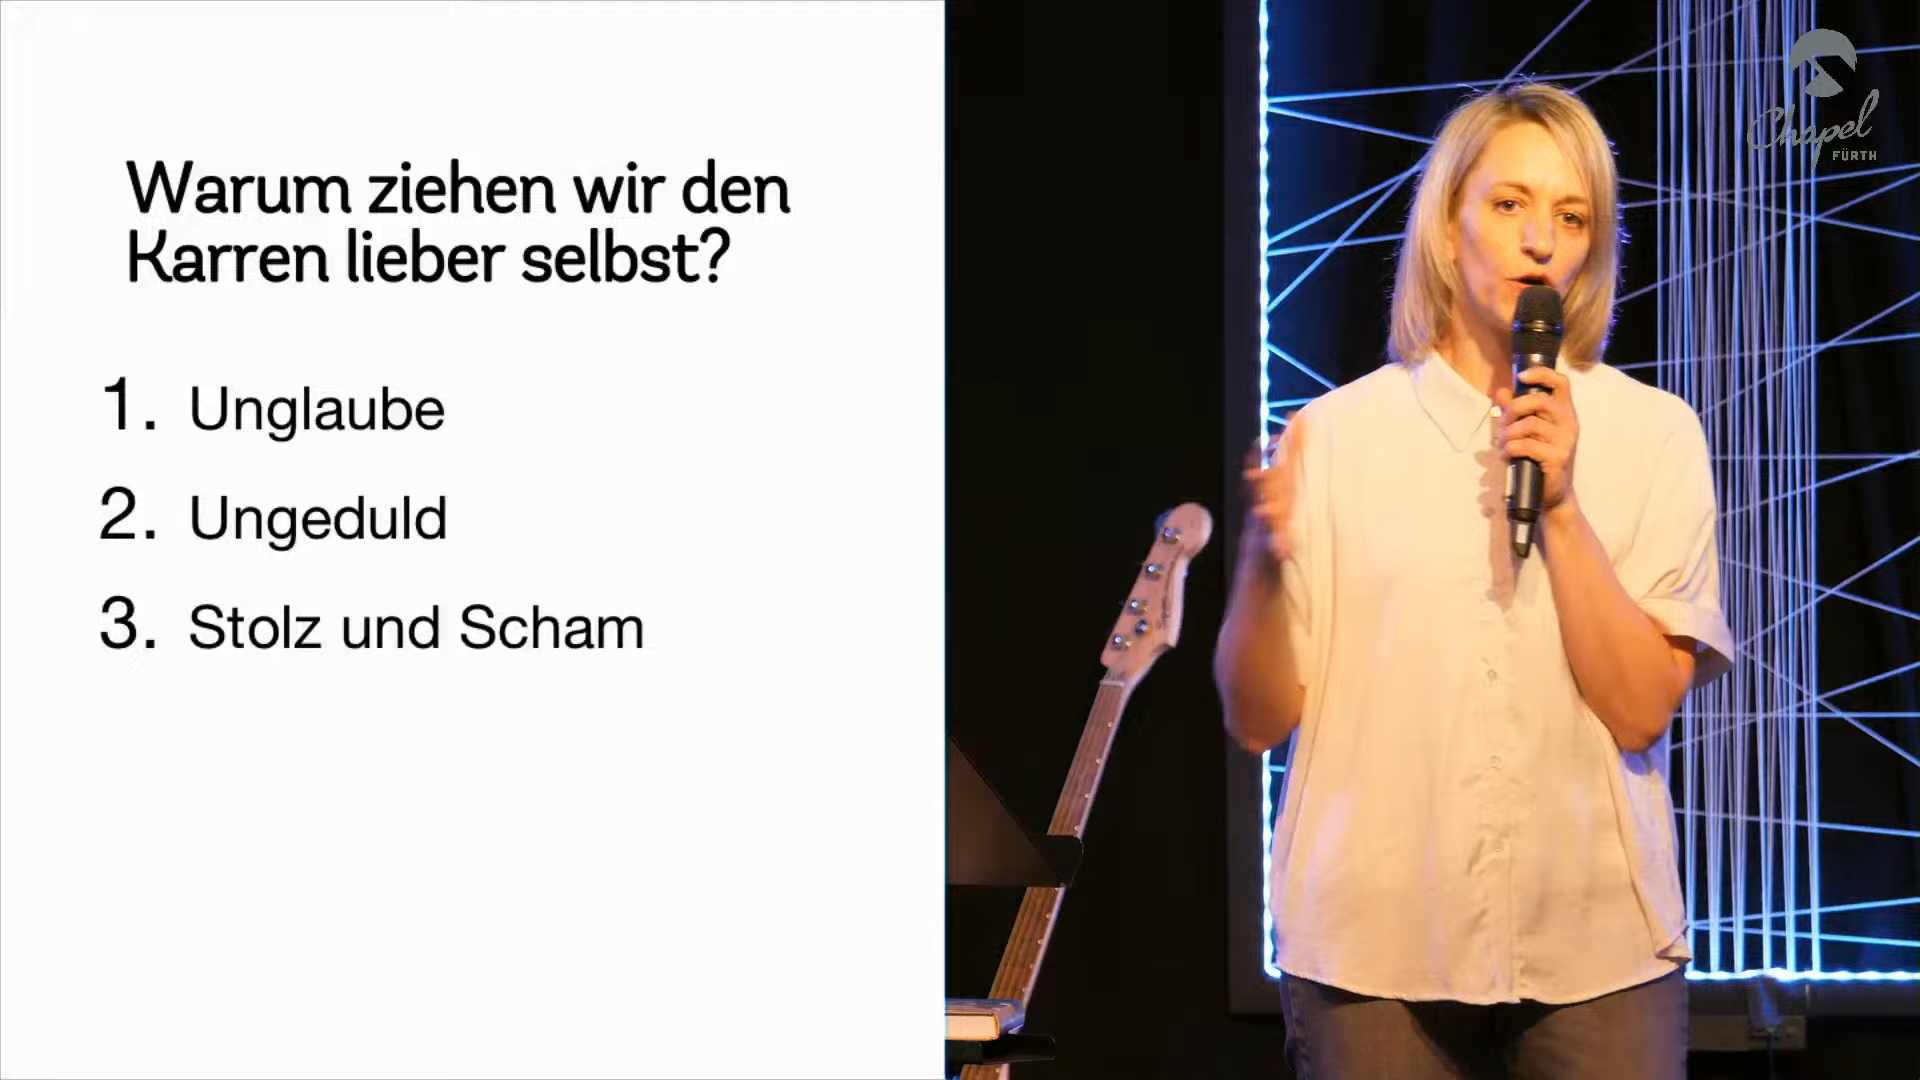 Warum ziehen wir den
Karren lieber selbst?
1. Unglaube
2. Ungeduld
3. Stolz und Scham
Chapel
FÜRTH